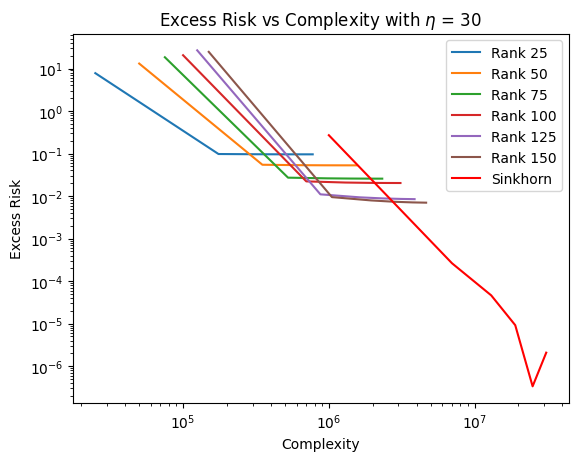 Excess Risk vs Complexity with η = 30
Excess Risk
10¹
10⁰
10⁻¹
10⁻²
10⁻³
10⁻⁴
10⁻⁵
10⁻⁶
Rank 25
Rank 50
Rank 75
Rank 100
Rank 125
Rank 150
Sinkhorn
10⁵
10⁶
10⁷
Complexity